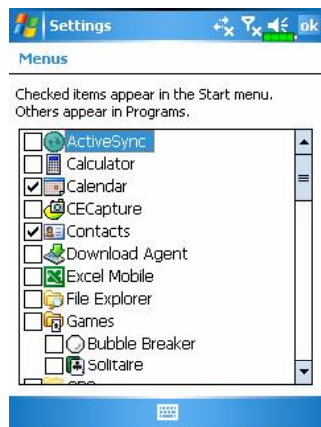 Settings
ok
Menus
Checked items appear in the Start menu.
Others appear in Programs.
ActiveSync
Calculator
Calendar
CECapture
Contacts
Download Agent
Excel Mobile
File Explorer
Games
Bubble Breaker
Solitaire